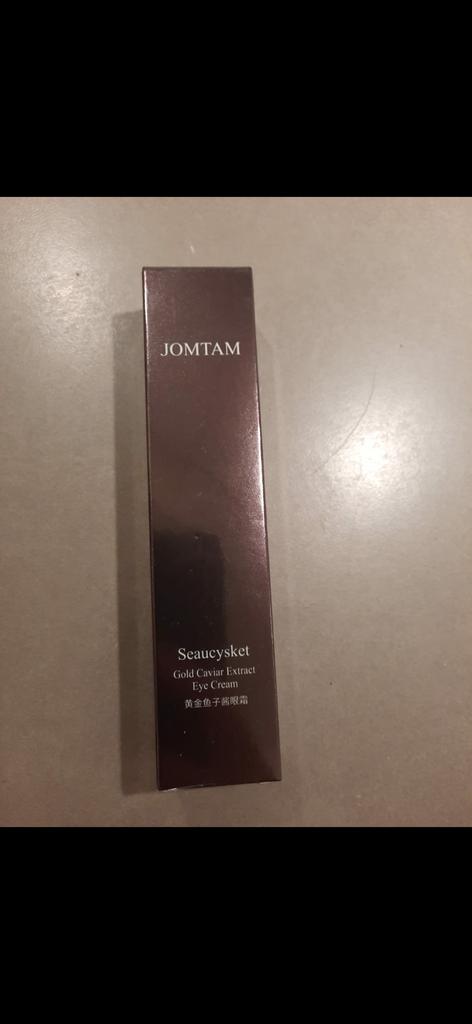 JOMTAM
Seaucysket
Gold Caviar Extract
Eye Cream
黄金鱼子酱眼霜